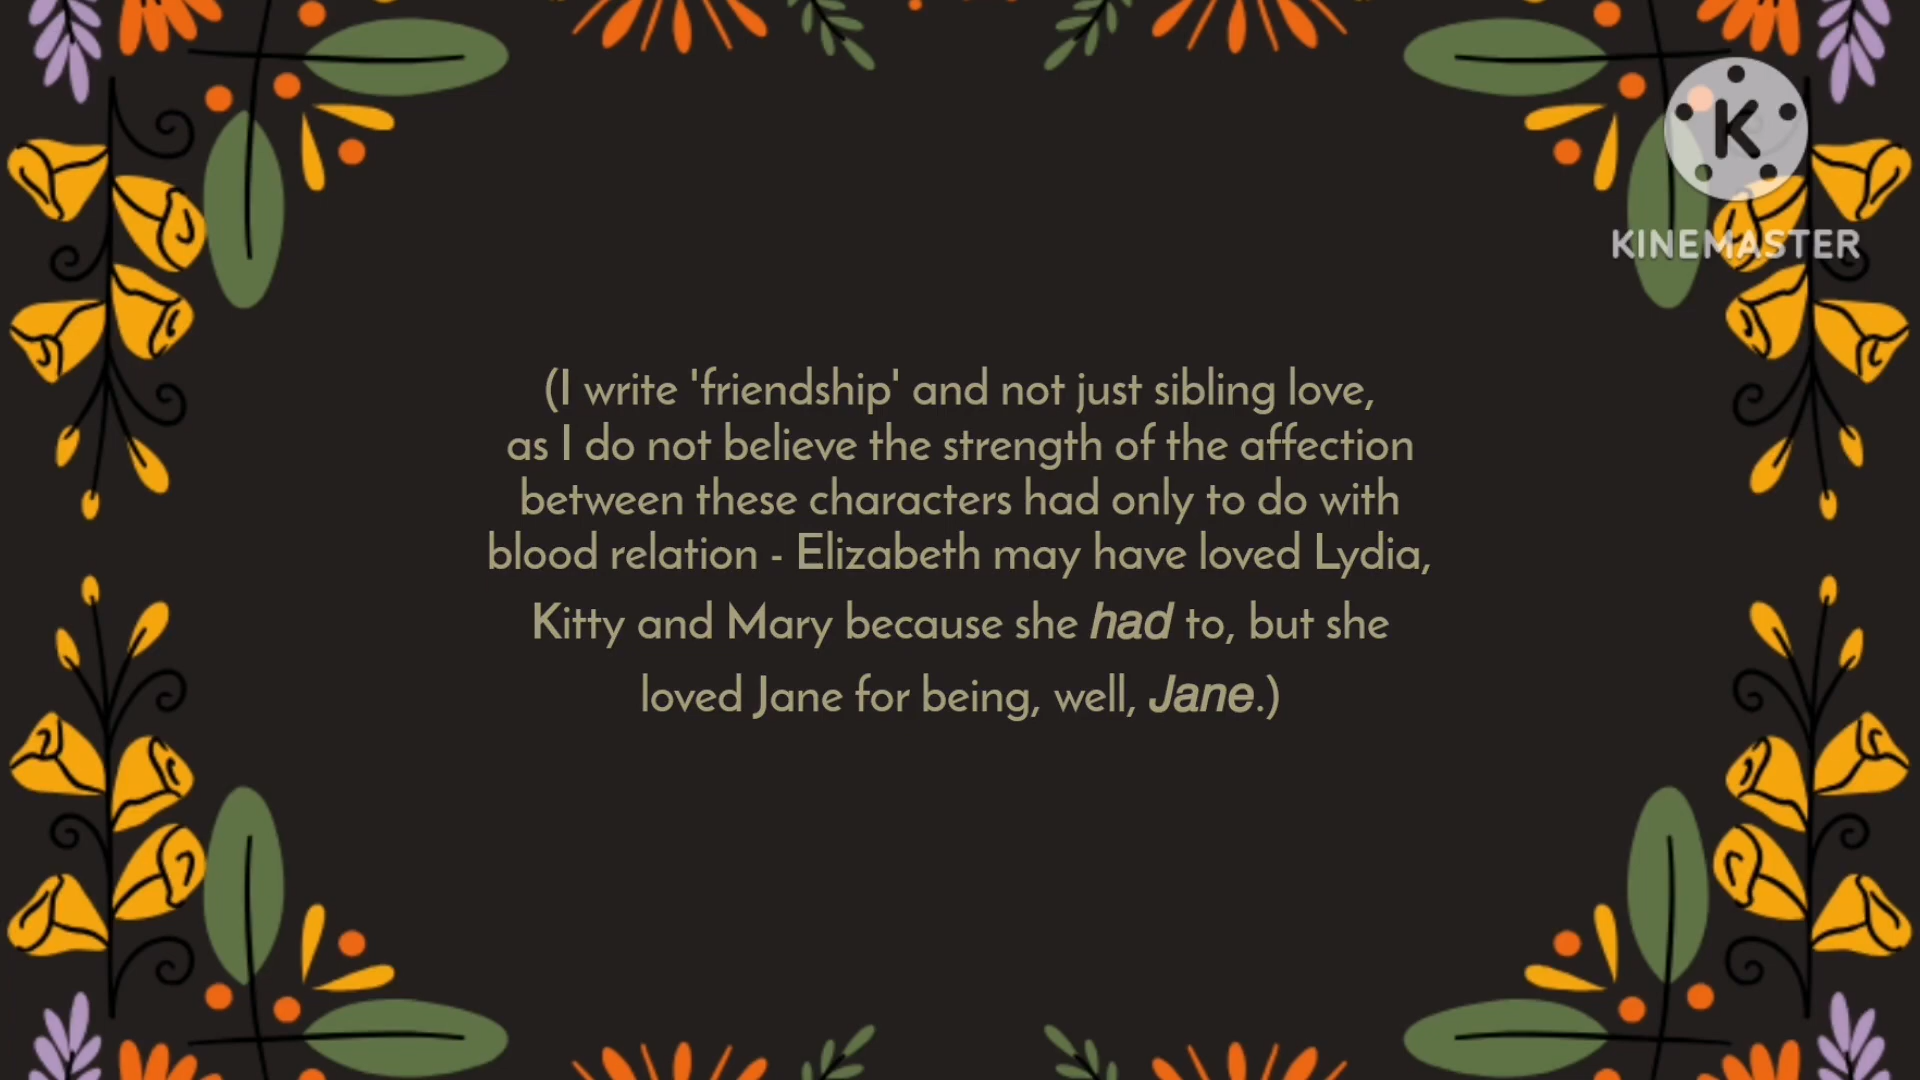 K
KINEMASTER
(I write 'friendship' and not just sibling love,
as I do not believe the strength of the affection
between these characters had only to do with
blood relation - Elizabeth may have loved Lydia,
Kitty and Mary because she had to, but she
loved Jane for being, well, Jane.)